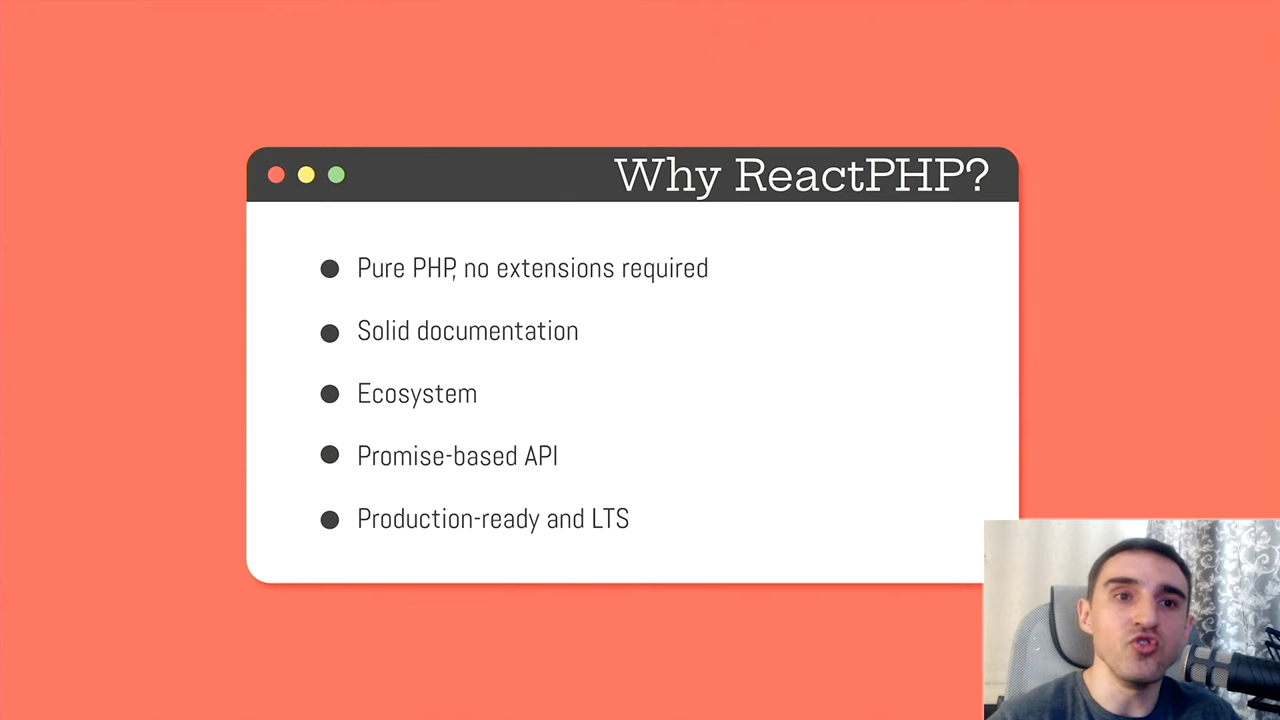 Why ReactPHP?
Pure PHP, no extensions required
Solid documentation
Ecosystem
Promise-based API
Production-ready and LTS